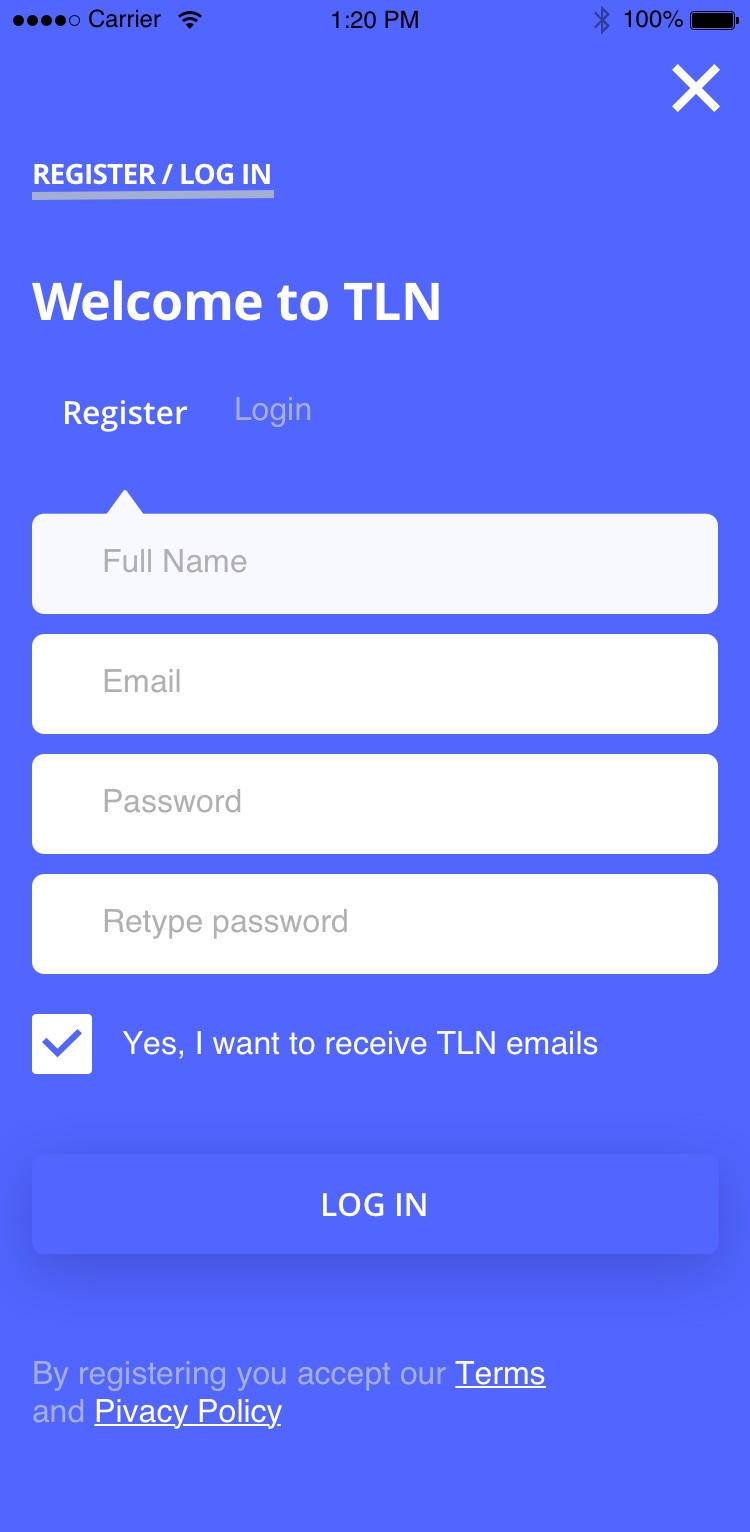 Carrier 1:20 PM 100%
REGISTER / LOG IN
Welcome to TLN
Register Login
Full Name
Email
Password
Retype password
Yes, I want to receive TLN emails
LOG IN
By registering you accept our Terms
and Pivacy Policy